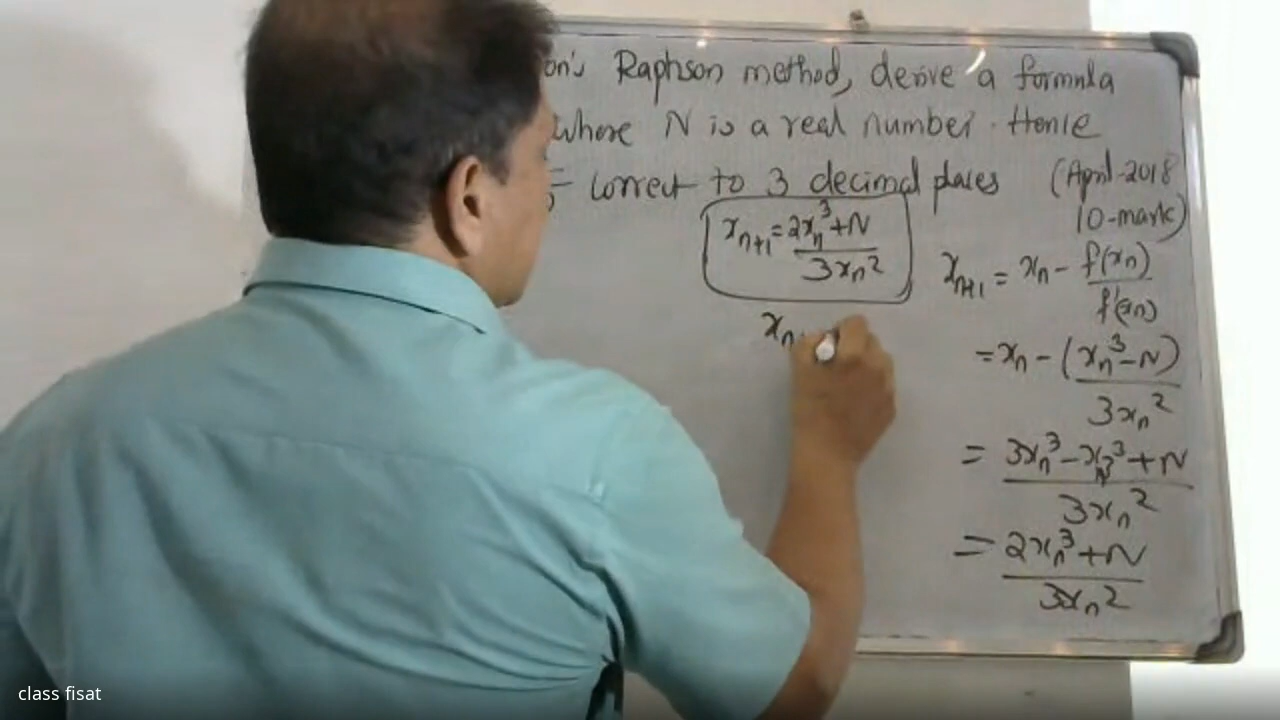 on's Raphson method, derive a formula
where N is a real number. Hence
correct to 3 decimal places (April-2018
10-mark)
xₙ₊₁ = 2xₙ³+N / 3xₙ²
xₙ₊₁ = xₙ - f(xₙ) / f'(xₙ)
xₙ
= xₙ - (xₙ³-N) / 3xₙ²
= 3xₙ³-xₙ³+N / 3xₙ²
= 2xₙ³+N / 3xₙ²
class fisat